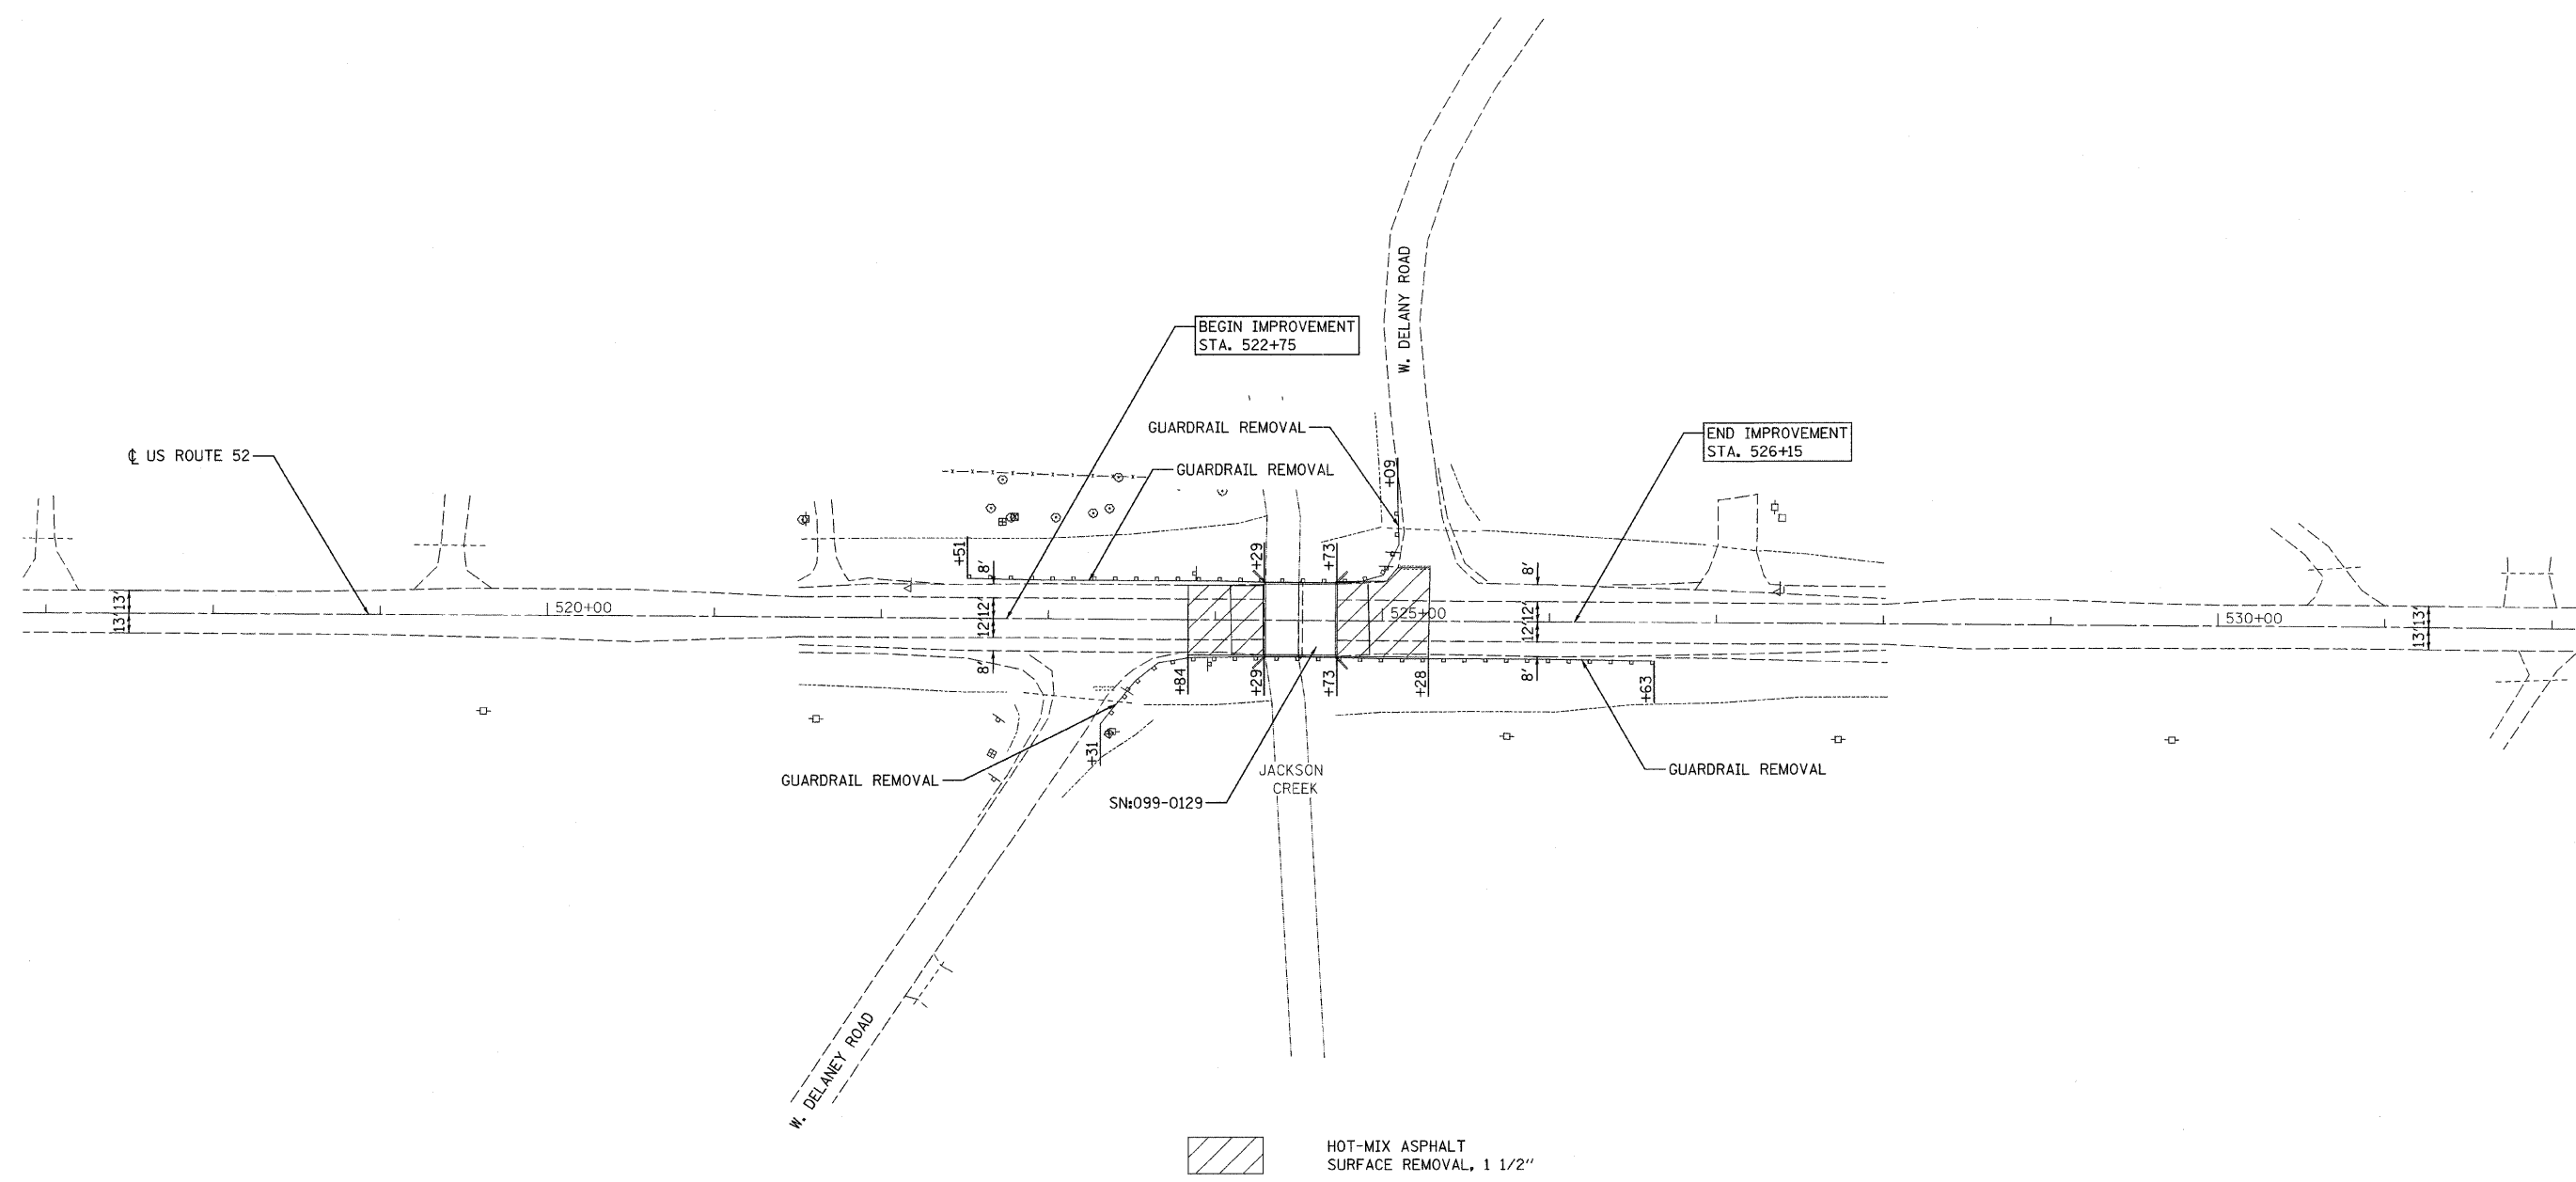 W. DELANY ROAD
BEGIN IMPROVEMENT
STA. 522+75
GUARDRAIL REMOVAL
GUARDRAIL REMOVAL
END IMPROVEMENT
STA. 526+15
℄ US ROUTE 52
+09
+51
8'
+29
+73
8'
13'
13'
520+00
12'
12'
525+00
12'
12'
530+00
13'
13'
8'
+84
+29
+73
+28
8'
+63
+31
GUARDRAIL REMOVAL
JACKSON
CREEK
GUARDRAIL REMOVAL
SN:099-0129
W. DELANEY ROAD
HOT-MIX ASPHALT
SURFACE REMOVAL, 1 1/2"